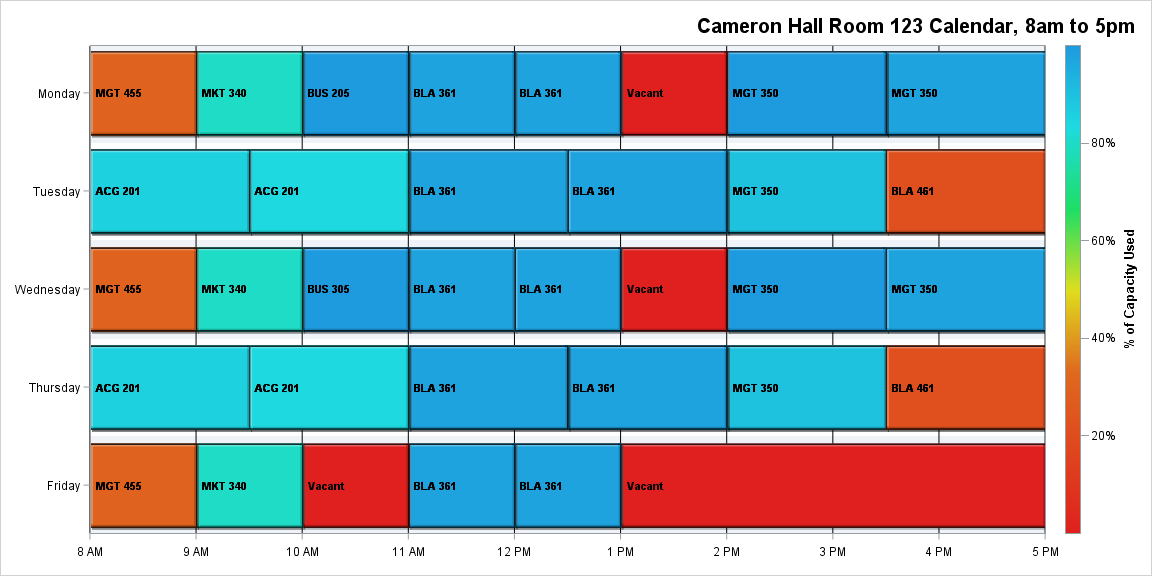 Cameron Hall Room 123 Calendar, 8am to 5pm
Monday
MGT 455
MKT 340
BUS 205
BLA 361
BLA 361
Vacant
MGT 350
MGT 350
Tuesday
ACG 201
ACG 201
BLA 361
BLA 361
MGT 350
BLA 461
Wednesday
MGT 455
MKT 340
BUS 305
BLA 361
BLA 361
Vacant
MGT 350
MGT 350
Thursday
ACG 201
ACG 201
BLA 361
BLA 361
MGT 350
BLA 461
Friday
MGT 455
MKT 340
Vacant
BLA 361
BLA 361
Vacant
8 AM
9 AM
10 AM
11 AM
12 PM
1 PM
2 PM
3 PM
4 PM
5 PM
80%
60%
40%
20%
% of Capacity Used